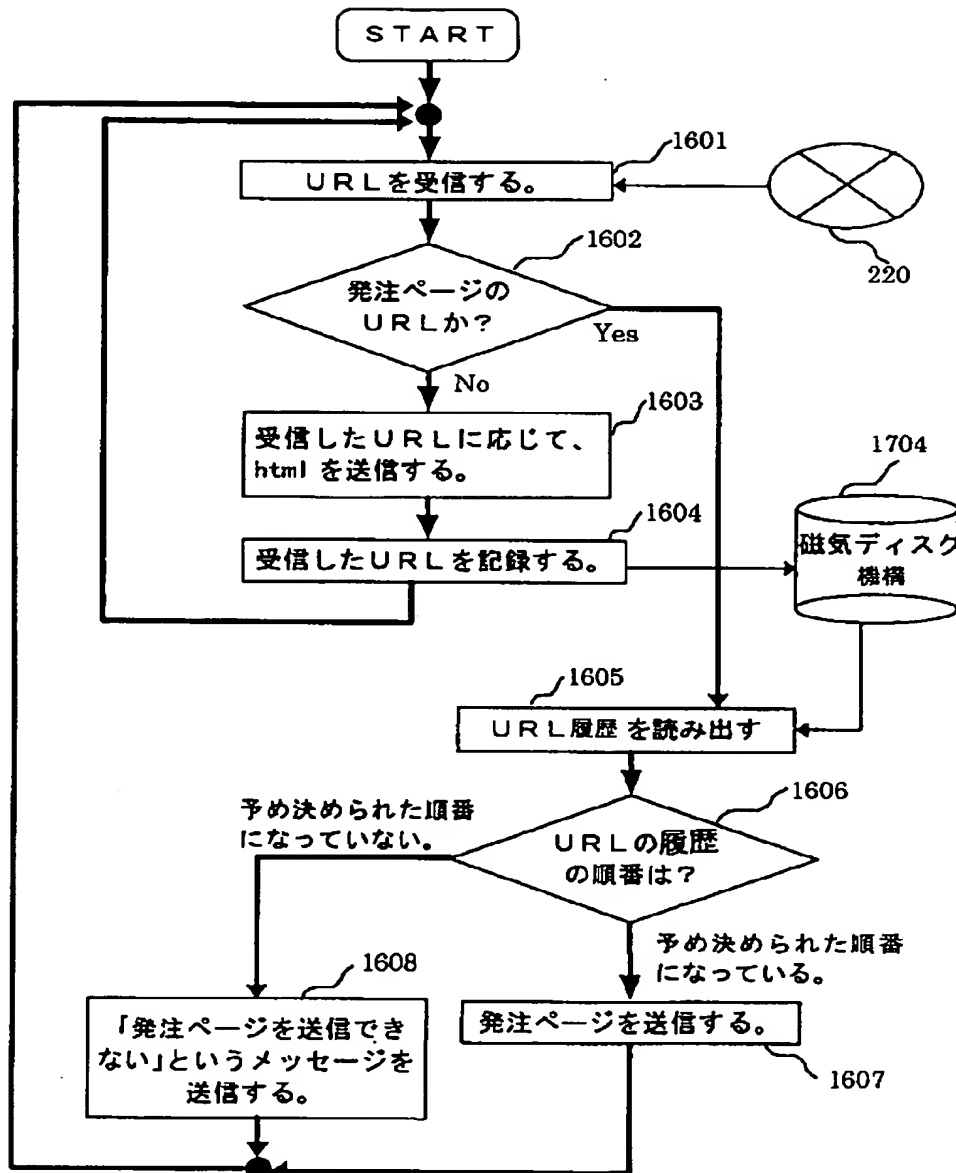 START
1601
URLを受信する。
220
1602
発注ページの
URLか?
Yes
No
1603
受信したURLに応じて、
htmlを送信する。
1704
1604
受信したURLを記録する。
磁気ディスク
機構
1605
URL履歴を読み出す
1606
予め決められた順番
になっていない。
URLの履歴
の順番は?
予め決められた順番
になっている。
1608
「発注ページを送信でき
ない」というメッセージを
送信する。
発注ページを送信する。
1607